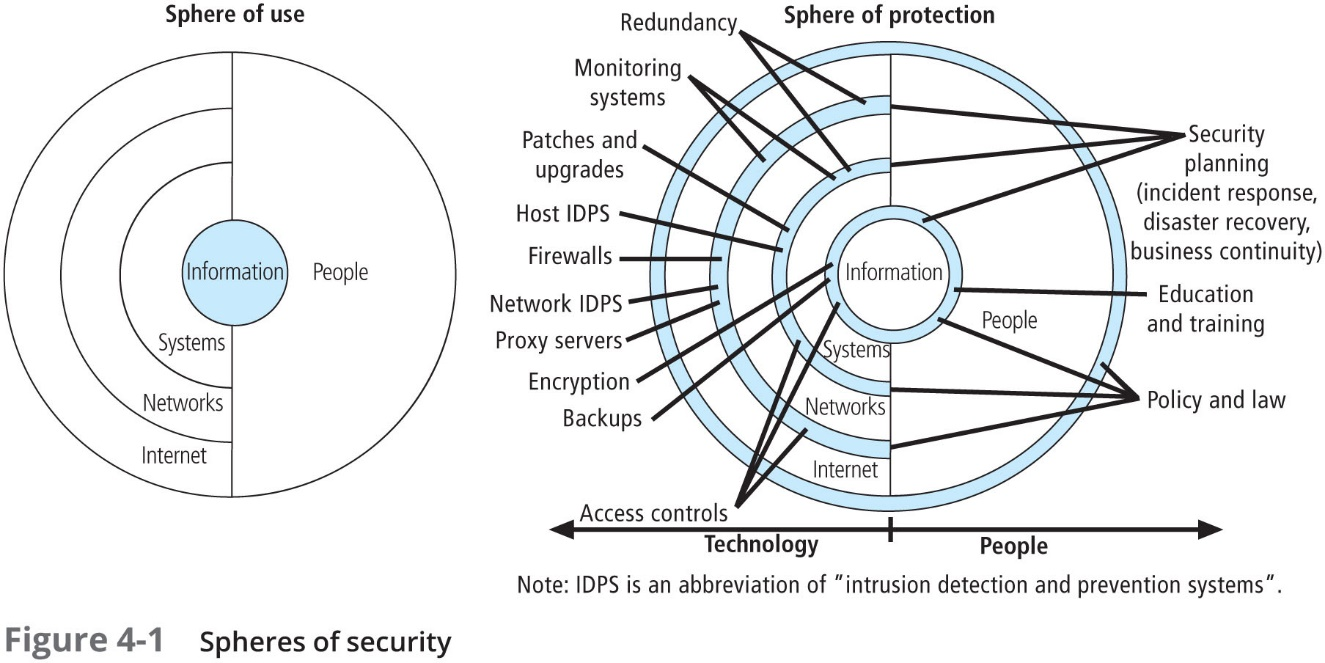 Sphere of use
Information
People
Systems
Networks
Internet
Sphere of protection
Redundancy
Monitoring
systems
Patches and
upgrades
Host IDPS
Firewalls
Network IDPS
Proxy servers
Encryption
Backups
Access controls
Information
People
Systems
Networks
Internet
Security
planning
(incident response,
disaster recovery,
business continuity)
Education
and training
Policy and law
Technology
People
Note: IDPS is an abbreviation of ″intrusion detection and prevention systems″.
Figure 4-1 Spheres of security